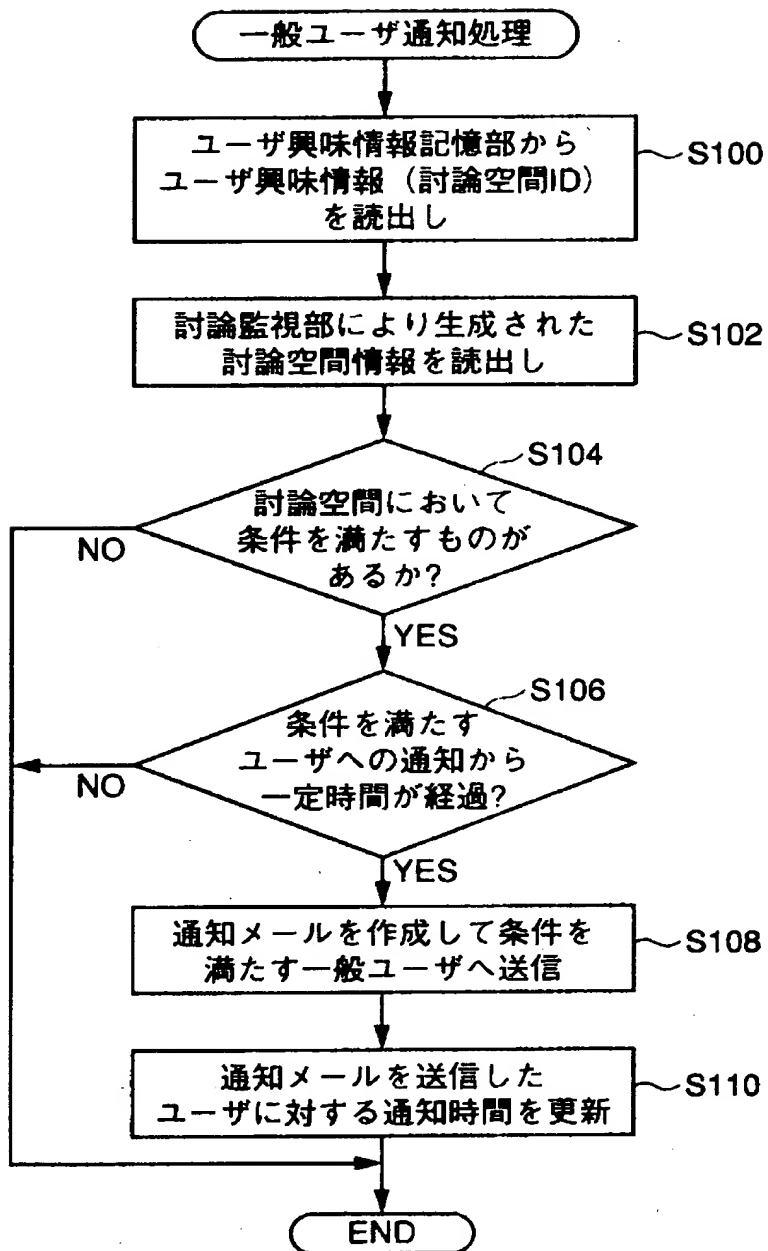 一般ユーザ通知処理
ユーザ興味情報記憶部から
ユーザ興味情報（討論空間ID）
を読出し
S100
討論監視部により生成された
討論空間情報を読出し
S102
S104
討論空間において
条件を満たすものが
あるか?
NO
YES
S106
条件を満たす
ユーザへの通知から
一定時間が経過?
NO
YES
通知メールを作成して条件を
満たす一般ユーザへ送信
S108
通知メールを送信した
ユーザに対する通知時間を更新
S110
END